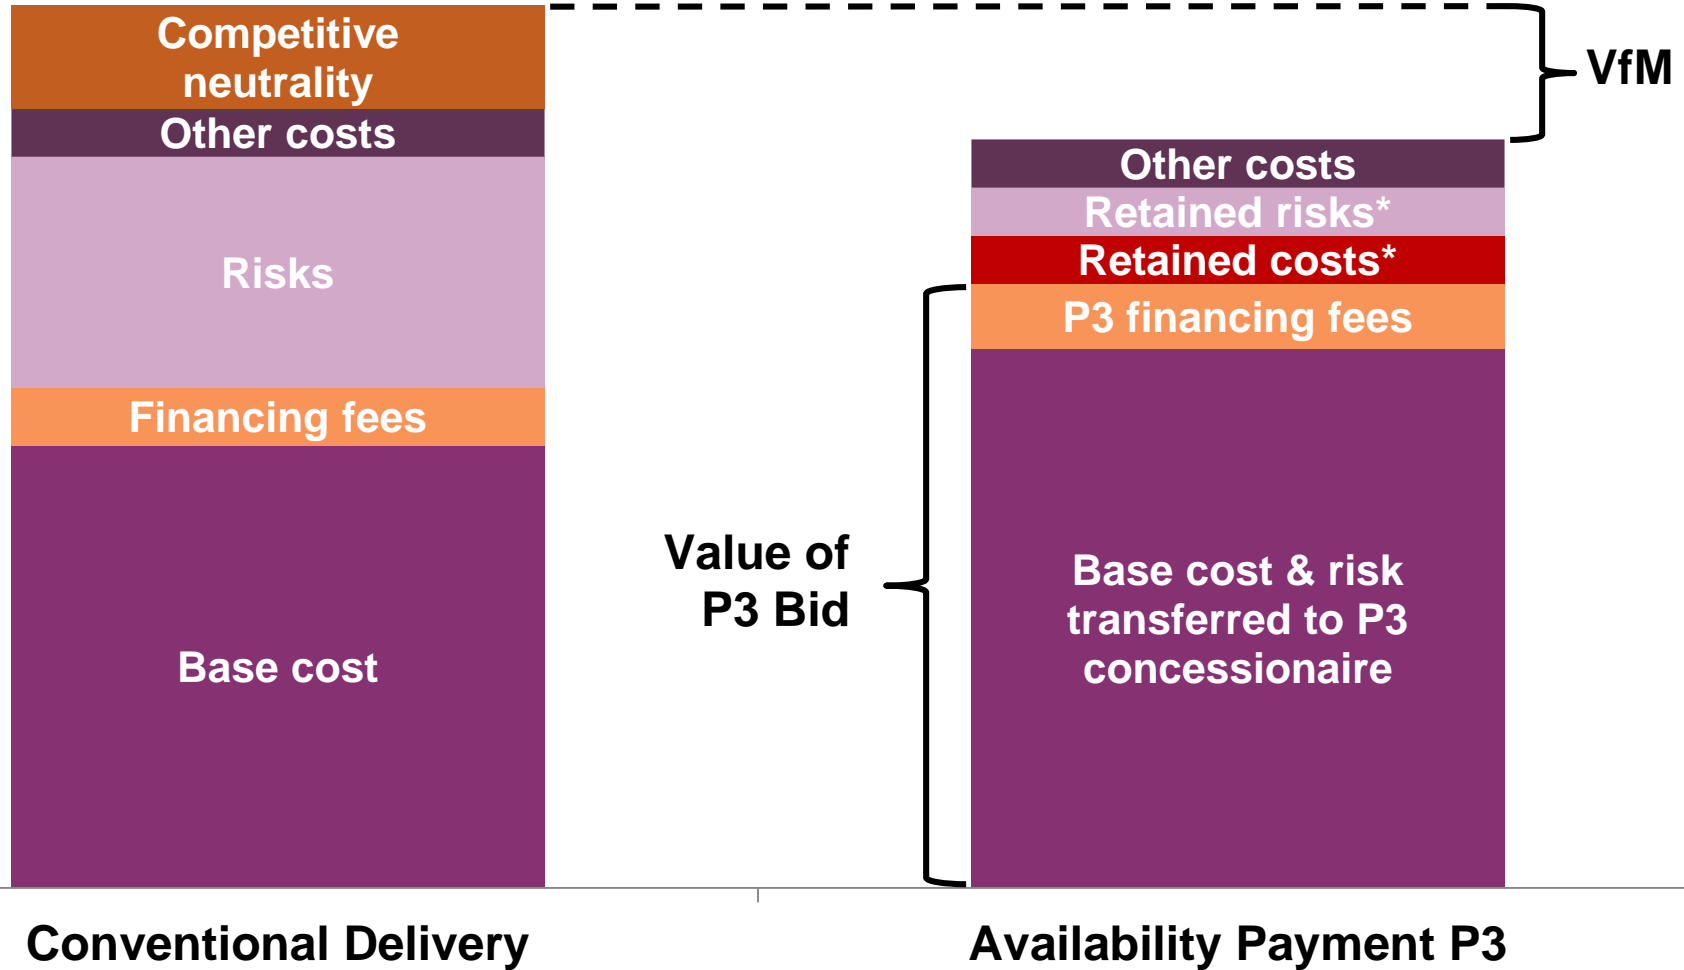 Competitive
neutrality
Other costs
Risks
Financing fees
Base cost
Conventional Delivery
VfM
Other costs
Retained risks*
Retained costs*
P3 financing fees
Value of
P3 Bid
Base cost & risk
transferred to P3
concessionaire
Availability Payment P3